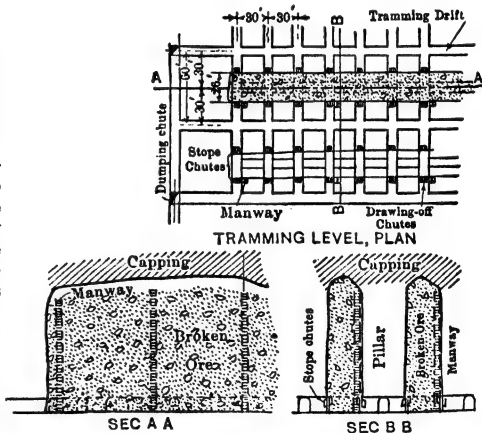 30' 30'
B
Tramming Drift
A A
60'
30'
30'
Dumping chute
Stope
Chutes
Manway
B
Drawing-off
Chutes
TRAMMING LEVEL, PLAN
Capping
Manway
Broken
Ore
SEC A A
Capping
Stope chutes
Pillar
Broken Ore
Manway
SEC B B